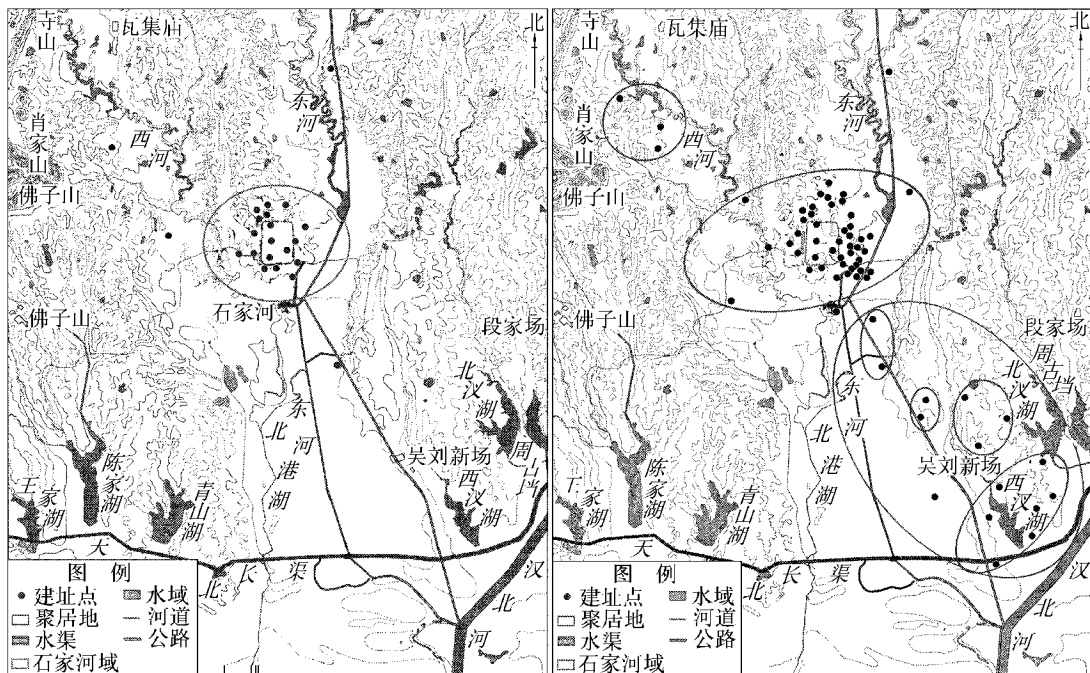 寺山
瓦集庙
北
东河
西河
肖家山
佛子山
石家河
佛子山
段家场
北汊湖
周占垱
东河
北港湖
吴刘新场
西汊湖
陈家湖
王家湖
青山湖
天北长渠
汉北河
图 例
建址点
水域
聚居地
河道
水渠
公路
石家河域
寺山
瓦集庙
北
东河
西河
肖家山
佛子山
佛子山
段家场
周占垱
北汊湖
东河
北港湖
吴刘新场
西汊湖
陈家湖
王家湖
青山湖
天北长渠
汉北河
图 例
建址点
水域
聚居地
河道
水渠
公路
石家河域